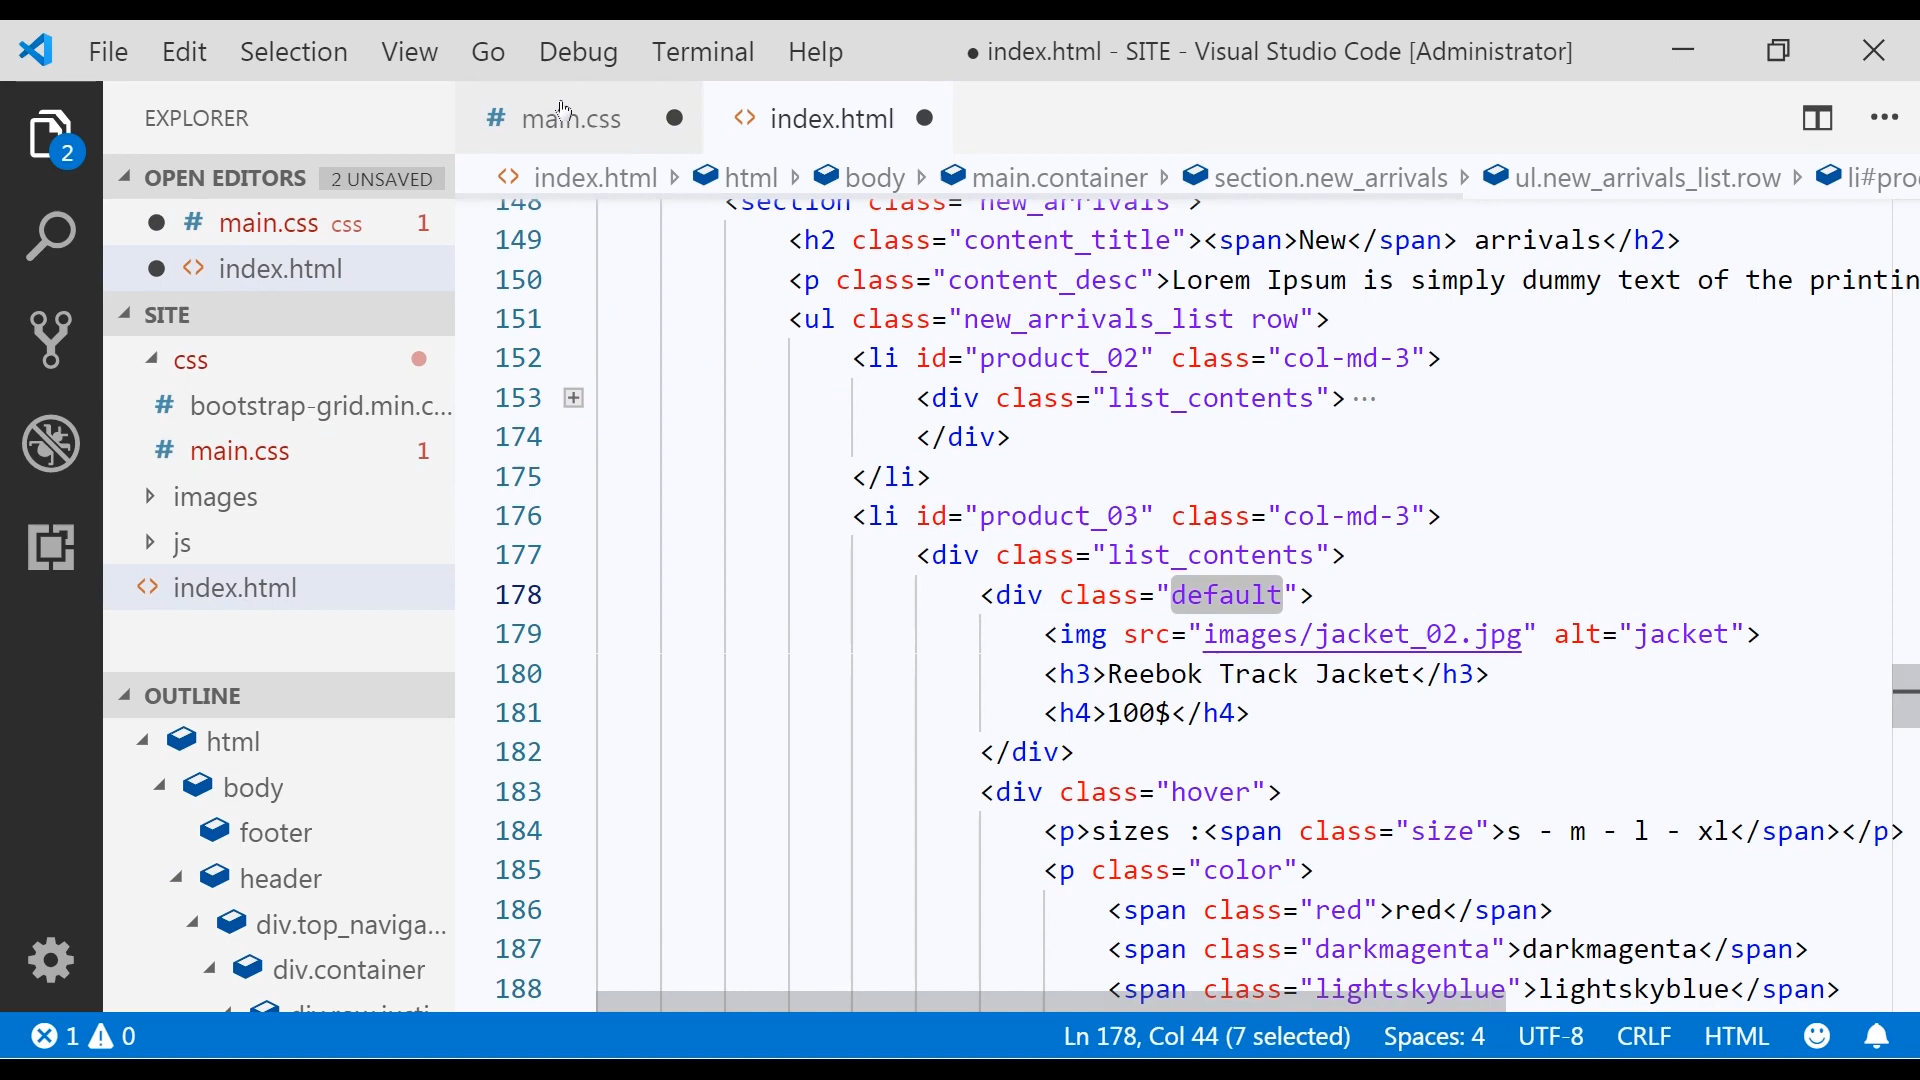 File Edit Selection View Go Debug Terminal Help ● index.html - SITE - Visual Studio Code [Administrator]
EXPLORER
# main.css ● <> index.html ●
2
OPEN EDITORS 2 UNSAVED
● # main.css css 1
● <> index.html
SITE
css
# bootstrap-grid.min.c...
# main.css 1
images
js
<> index.html
OUTLINE
html
body
footer
header
div.top_naviga...
div.container
<> index.html html body main.container section.new_arrivals ul.new_arrivals_list.row li#pro
148 <section class="new_arrivals">
149 <h2 class="content_title"><span>New</span> arrivals</h2>
150 <p class="content_desc">Lorem Ipsum is simply dummy text of the printin
151 <ul class="new_arrivals_list row">
152 <li id="product_02" class="col-md-3">
153 <div class="list_contents">...
174 </div>
175 </li>
176 <li id="product_03" class="col-md-3">
177 <div class="list_contents">
178 <div class="default">
179 <img src="images/jacket_02.jpg" alt="jacket">
180 <h3>Reebok Track Jacket</h3>
181 <h4>100$</h4>
182 </div>
183 <div class="hover">
184 <p>sizes :<span class="size">s - m - l - xl</span></p>
185 <p class="color">
186 <span class="red">red</span>
187 <span class="darkmagenta">darkmagenta</span>
188 <span class="lightskyblue">lightskyblue</span>
1 0 Ln 178, Col 44 (7 selected) Spaces: 4 UTF-8 CRLF HTML